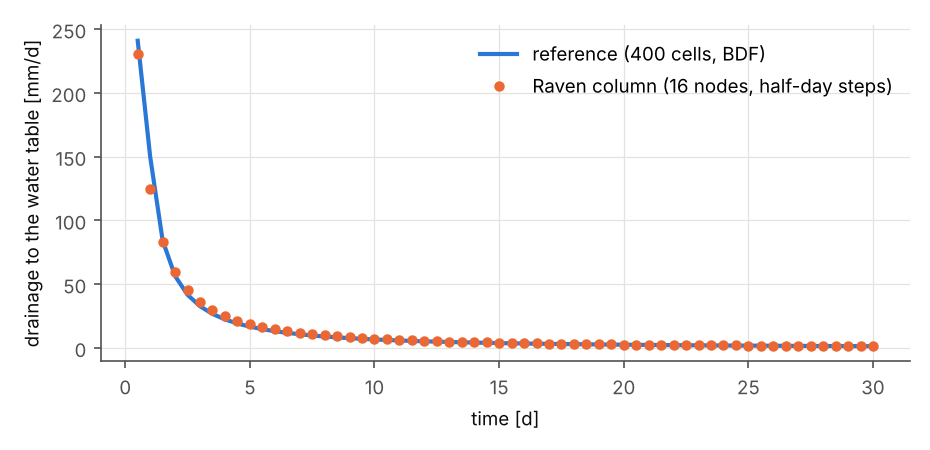 250
200
150
100
50
0
drainage to the water table [mm/d]
reference (400 cells, BDF)
Raven column (16 nodes, half-day steps)
0 5 10 15 20 25 30
time [d]